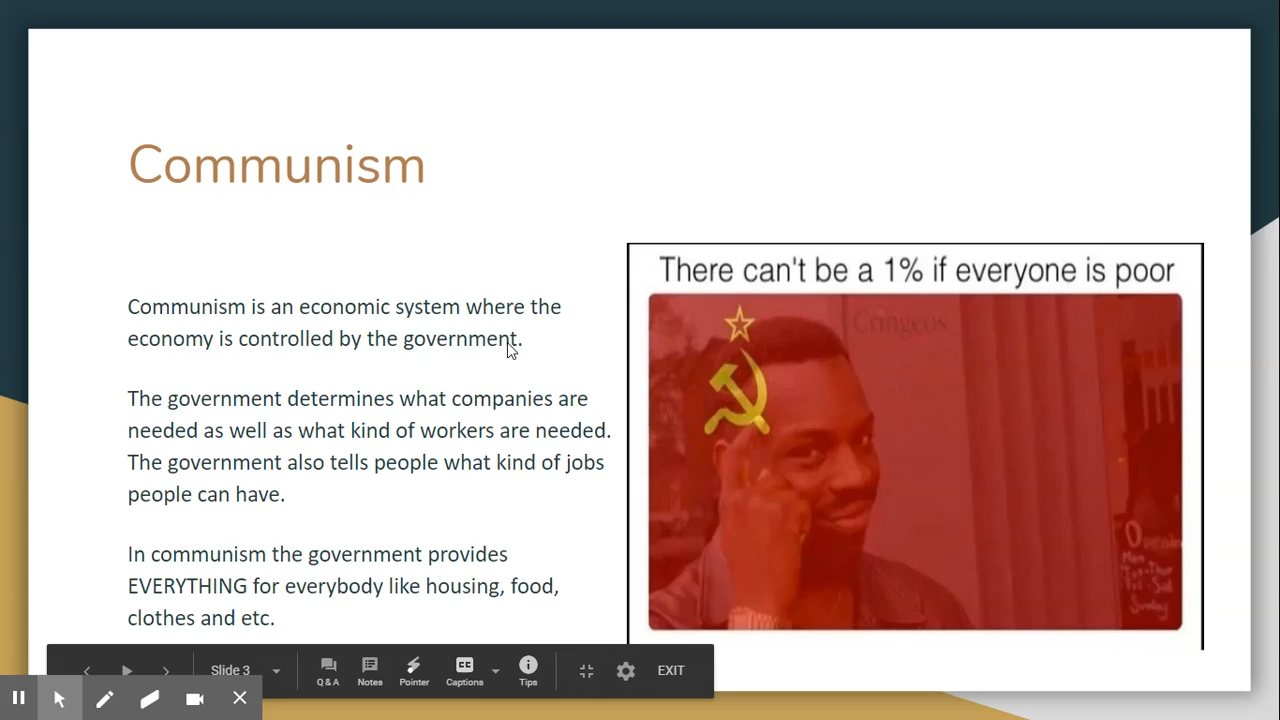 Communism
Communism is an economic system where the
economy is controlled by the government.
The government determines what companies are
needed as well as what kind of workers are needed.
The government also tells people what kind of jobs
people can have.
In communism the government provides
EVERYTHING for everybody like housing, food,
clothes and etc.
There can't be a 1% if everyone is poor
Cringeos
Slide 3
Q&A
Notes
Pointer
Captions
Tips
EXIT